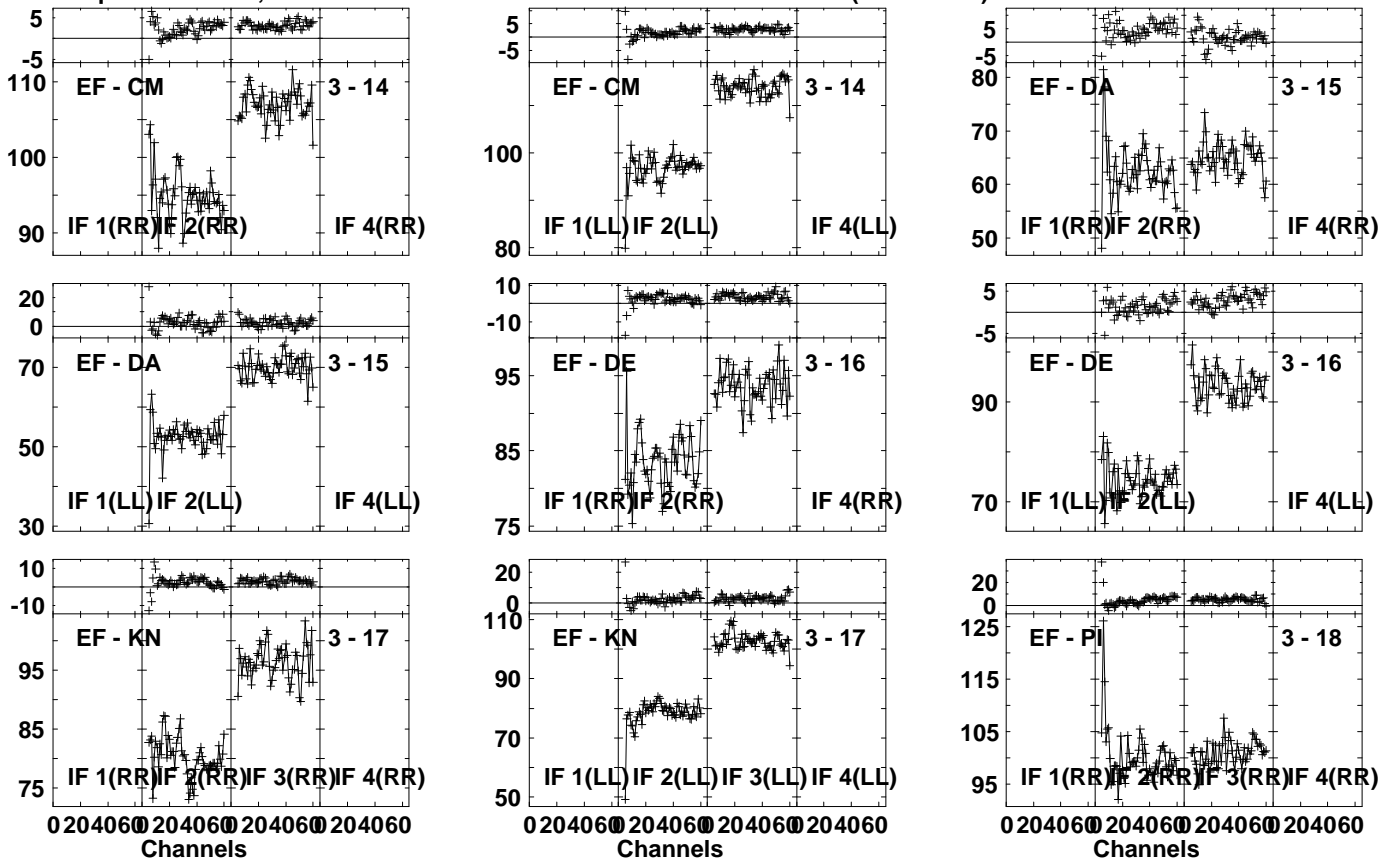 5
-5
5
-5
5
-5
EF - CM 3 - 14
EF - CM 3 - 14
EF - DA 3 - 15
110
100
90
100
80
80
70
60
50
IF 1(RR) IF 2(RR) IF 4(RR)
IF 1(LL) IF 2(LL) IF 4(LL)
IF 1(RR) IF 2(RR) IF 4(RR)
20
0
10
-10
5
-5
EF - DA 3 - 15
EF - DE 3 - 16
EF - DE 3 - 16
70
50
30
95
85
75
90
70
IF 1(LL) IF 2(LL) IF 4(LL)
IF 1(RR) IF 2(RR) IF 4(RR)
IF 1(LL) IF 2(LL) IF 4(LL)
10
-10
20
0
20
0
EF - KN 3 - 17
EF - KN 3 - 17
EF - PI 3 - 18
95
85
75
110
90
70
50
125
115
105
95
IF 1(RR) IF 2(RR) IF 3(RR) IF 4(RR)
IF 1(LL) IF 2(LL) IF 3(LL) IF 4(LL)
IF 1(RR) IF 2(RR) IF 3(RR) IF 4(RR)
0 20 40 60 0 20 40 60 0 20 40 60 0 20 40 60
0 20 40 60 0 20 40 60 0 20 40 60 0 20 40 60
0 20 40 60 0 20 40 60 0 20 40 60 0 20 40 60
Channels
Channels
Channels